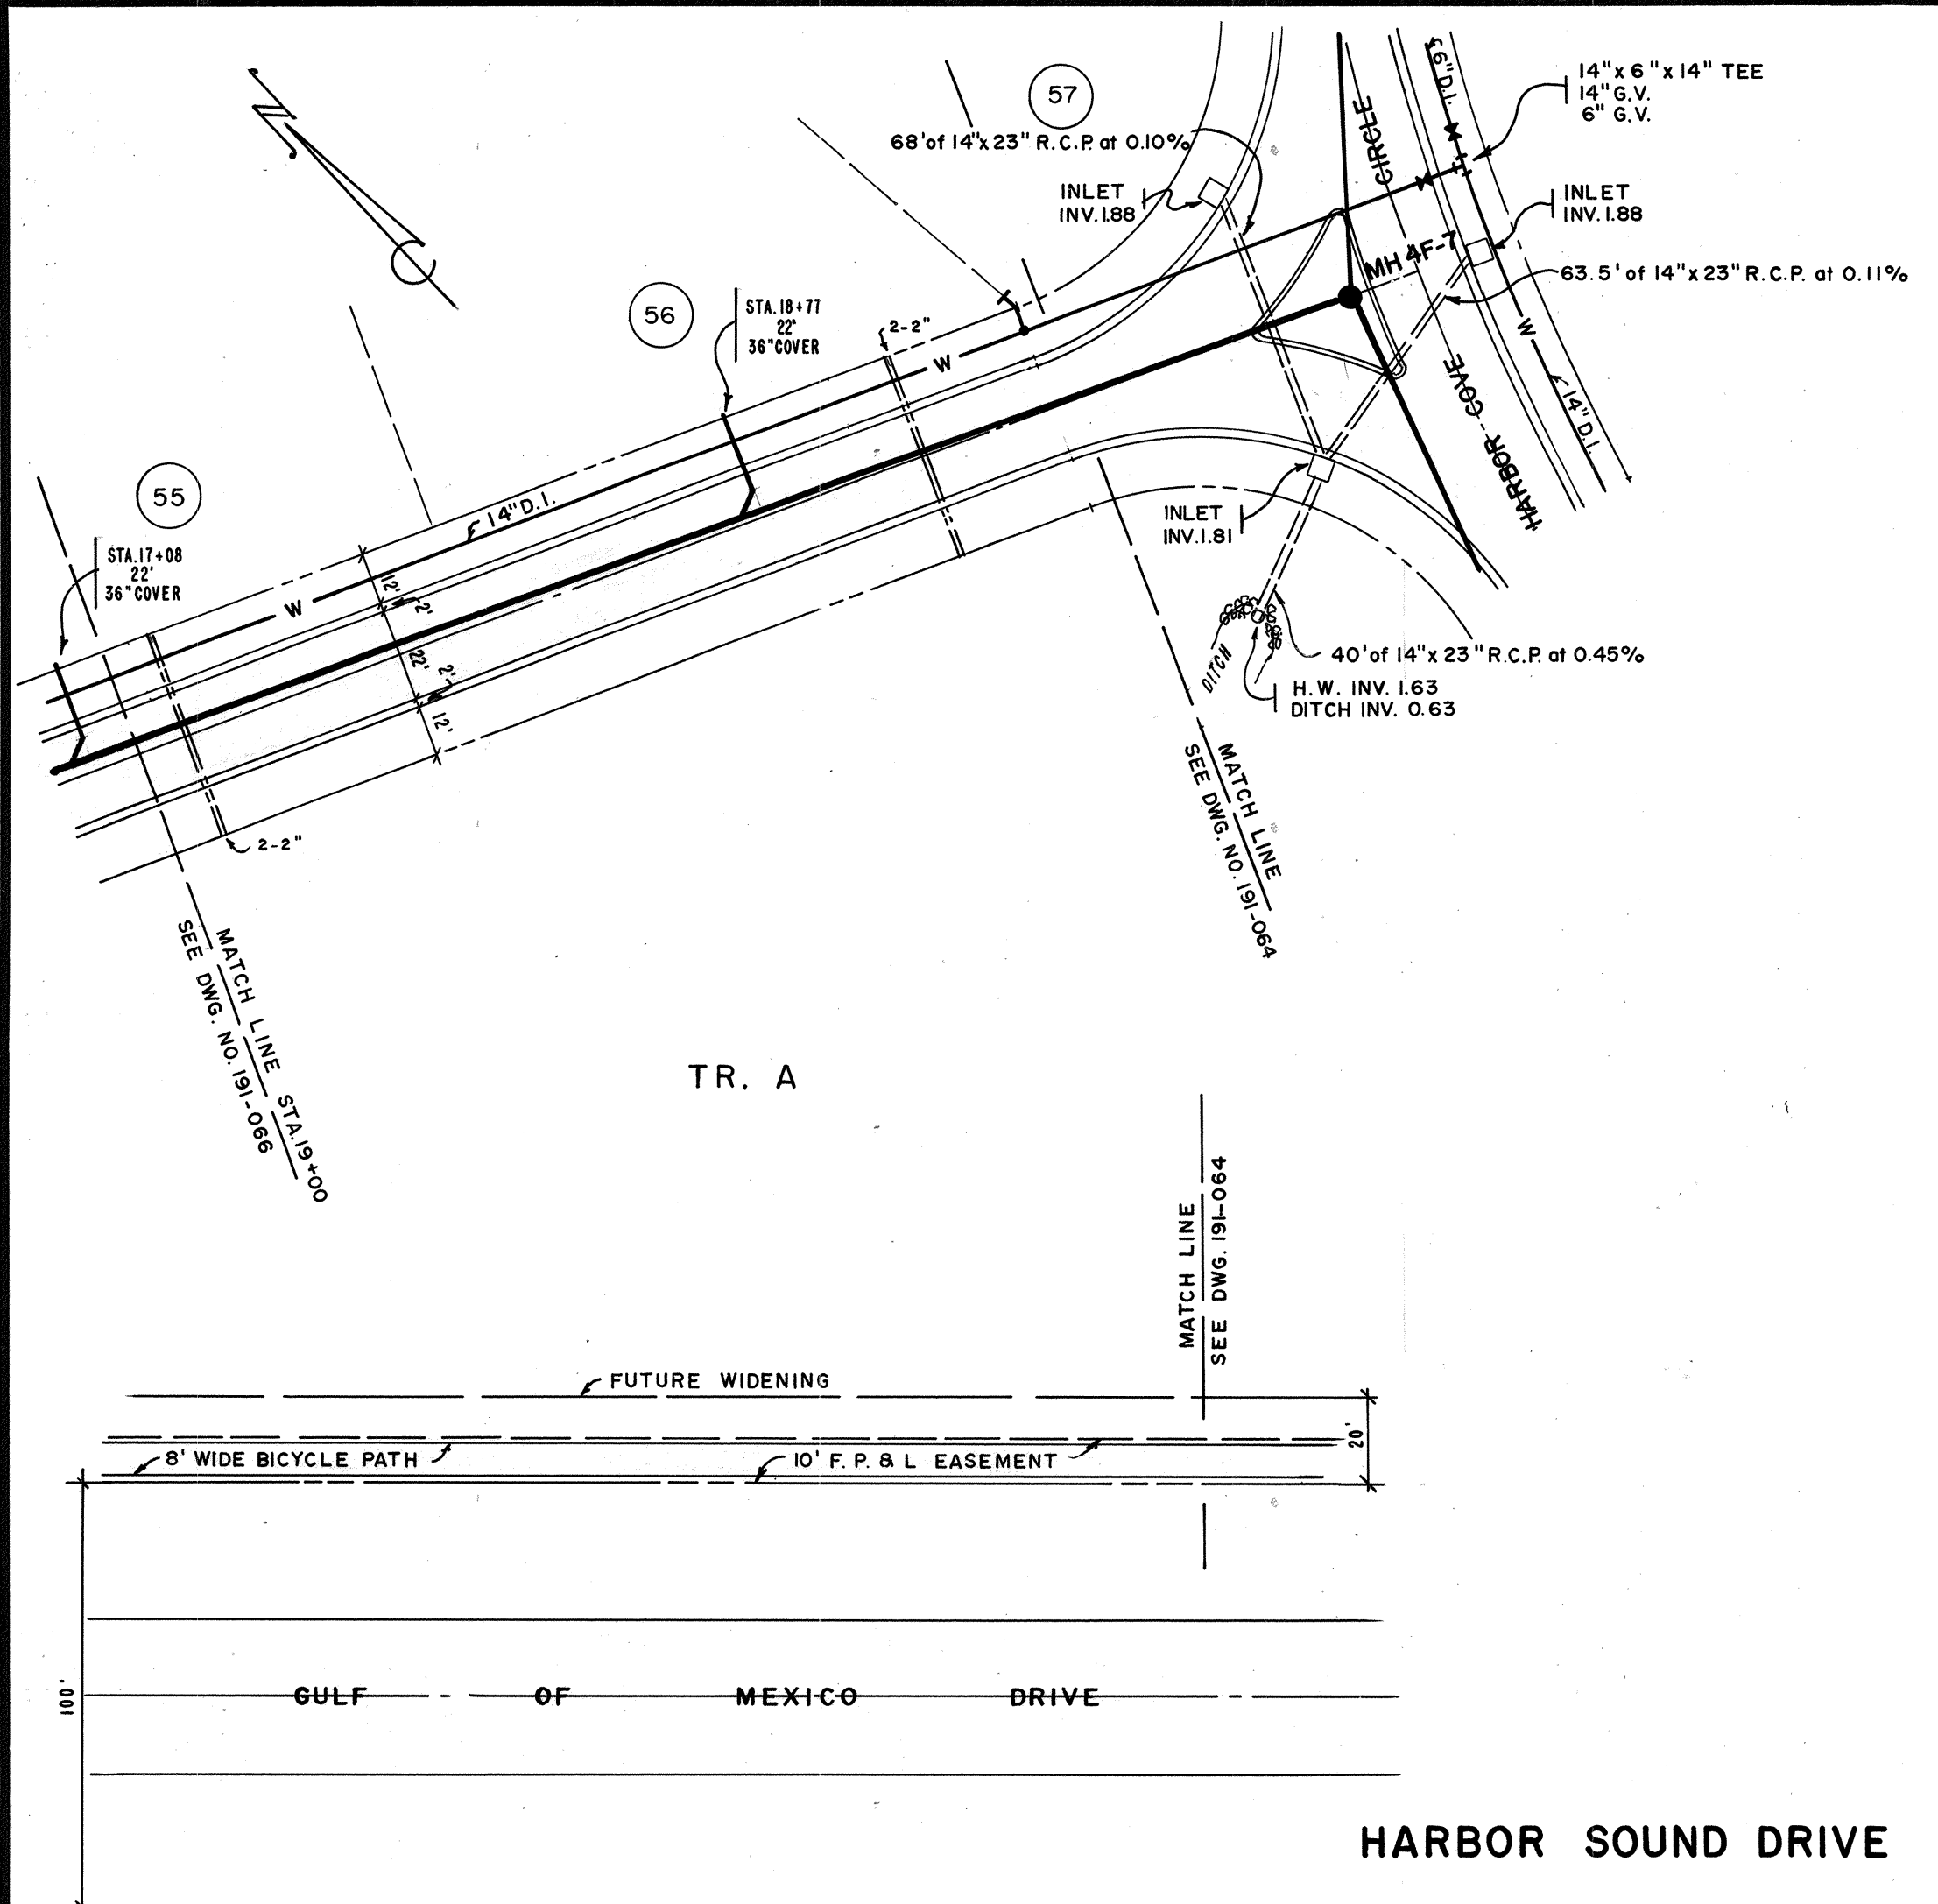 57
68' of 14"x 23" R.C.P. at 0.10%
INLET
INV. 1.88
CIRCLE
6" D.I.
14"x 6"x 14" TEE
14" G.V.
6" G.V.
INLET
INV. 1.88
MH 4F-7
63.5' of 14"x 23" R.C.P. at 0.11%
W
14" D.I.
HARBOR COVE
N
56
STA. 18+77
22'
36" COVER
2-2"
W
14" D.I.
55
STA. 17+08
22'
36" COVER
W
12'
2'
22'
2'
12'
2-2"
INLET
INV. 1.81
DITCH
40' of 14"x 23" R.C.P. at 0.45%
H.W. INV. 1.63
DITCH INV. 0.63
MATCH LINE
SEE DWG. NO. 191-064
MATCH LINE STA. 19+00
SEE DWG. NO. 191-066
TR. A
MATCH LINE
SEE DWG. 191-064
FUTURE WIDENING
8' WIDE BICYCLE PATH
10' F. P. & L EASEMENT
20'
100'
GULF OF MEXICO DRIVE
HARBOR SOUND DRIVE